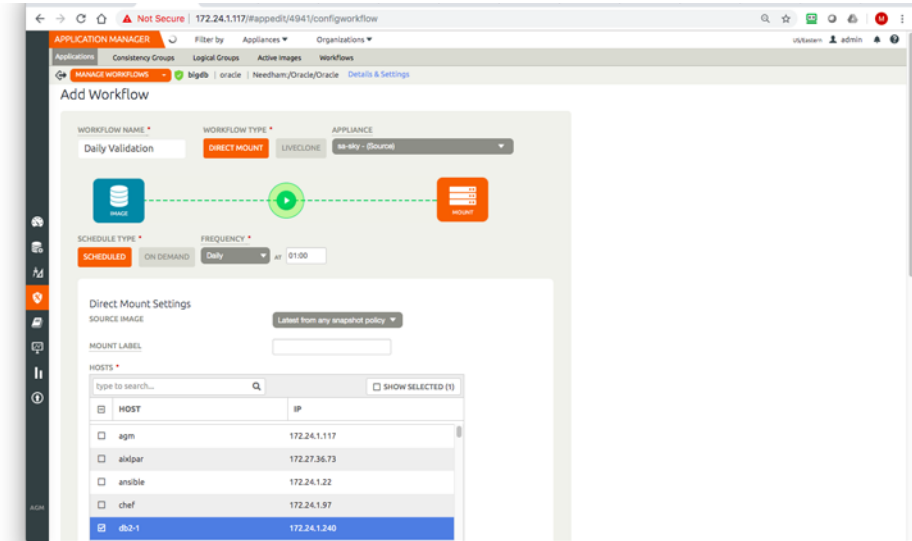 Not Secure | 172.24.1.117/#appedit/4941/configworkflow
APPLICATION MANAGER Filter by Appliances Organizations US/Eastern admin
Applications Consistency Groups Logical Groups Active Images Workflows
MANAGE WORKFLOWS bigdb | oracle | Needham:/Oracle/Oracle Details & Settings
Add Workflow
WORKFLOW NAME * WORKFLOW TYPE * APPLIANCE
Daily Validation DIRECT MOUNT LIVECLONE sa-sky - (Source)
IMAGE MOUNT
SCHEDULE TYPE * FREQUENCY *
SCHEDULED ON DEMAND Daily AT 01:00
Direct Mount Settings
SOURCE IMAGE Latest from any snapshot policy
MOUNT LABEL
HOSTS *
type to search... SHOW SELECTED (1)
HOST IP
agm 172.24.1.117
aixlpar 172.27.36.73
ansible 172.24.1.22
chef 172.24.1.97
AGM
db2-1 172.24.1.240